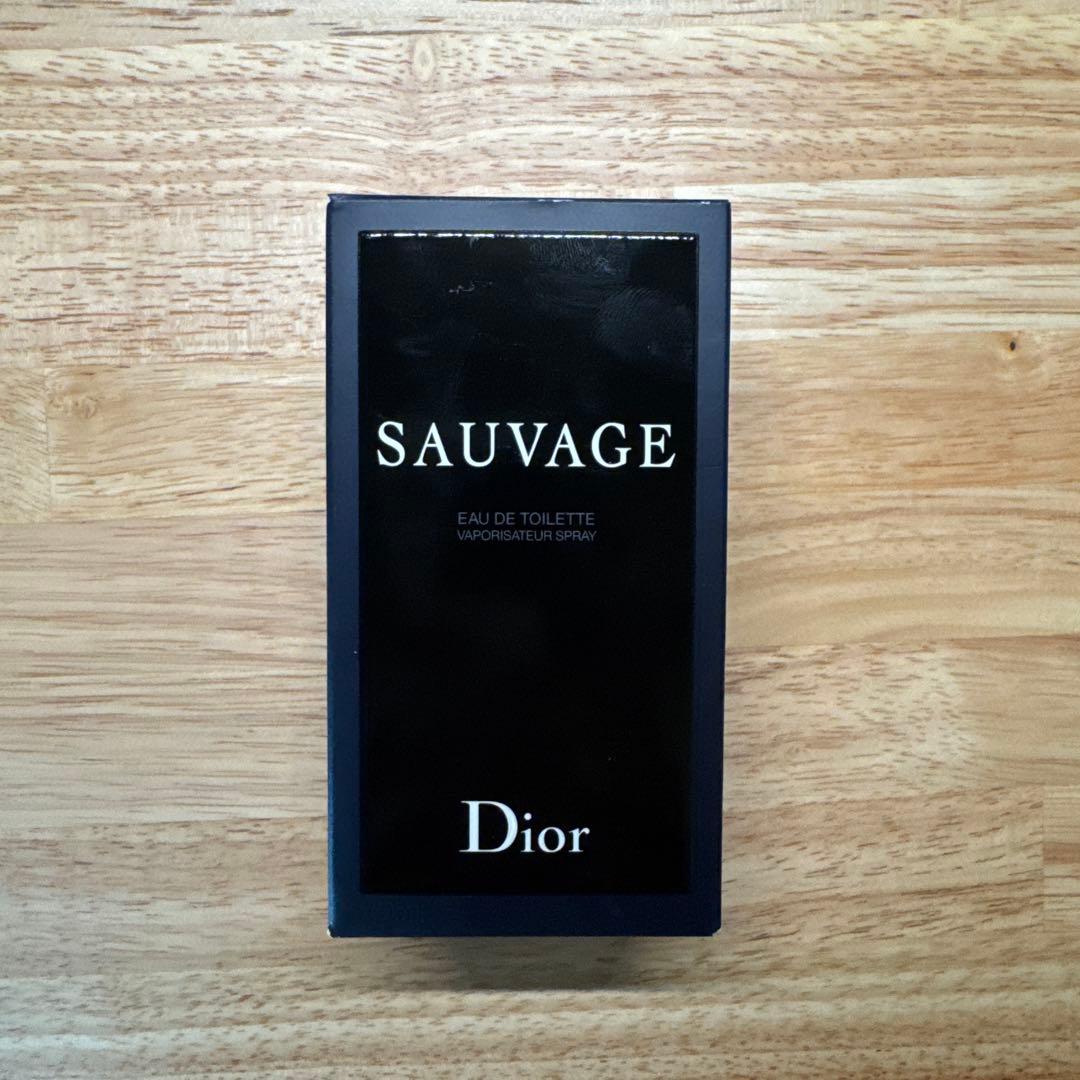 SAUVAGE
EAU DE TOILETTE
VAPORISATEUR SPRAY
Dior